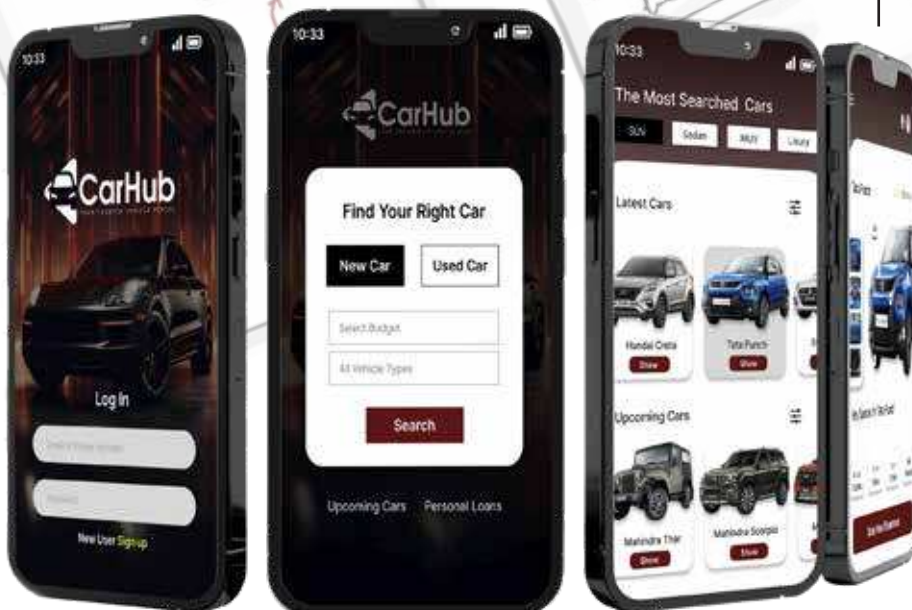 10:33
CarHub
Log In
New User Sign up
10:33
CarHub
Find Your Right Car
New Car
Used Car
Select Budget
All Vehicle Types
Search
Upcoming Cars
Personal Loans
10:33
The Most Searched Cars
SUV
Sedan
MUV
Luxury
Latest Cars
Hundai Creta
Show
Tata Punch
Show
Upcoming Cars
Mahindra Thar
Show
Mahindra Scorpio
Show